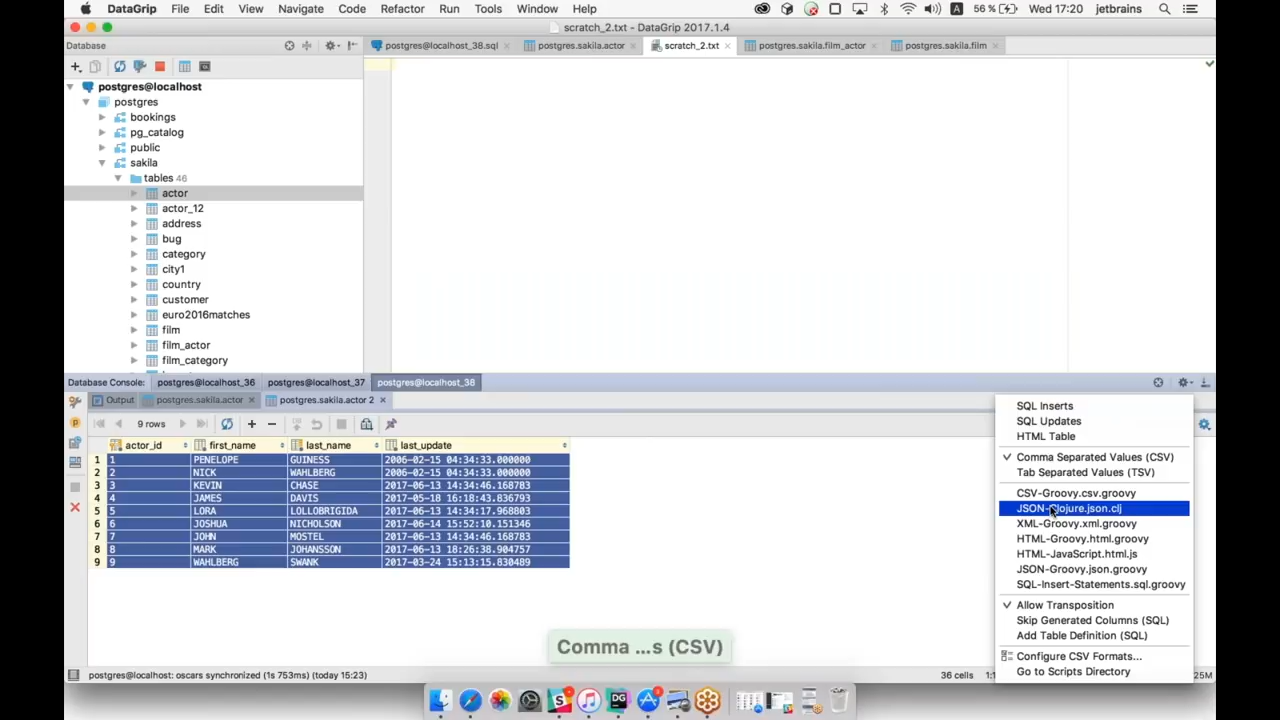 DataGrip File Edit View Navigate Code Refactor Run Tools Window Help A 56 % Wed 17:20 jetbrains
scratch_2.txt - DataGrip 2017.1.4
Database postgres@localhost_38.sql postgres.sakila.actor scratch_2.txt postgres.sakila.film_actor postgres.sakila.film
postgres@localhost
postgres
bookings
pg_catalog
public
sakila
tables 46
actor
actor_12
address
bug
category
city1
country
customer
euro2016matches
film
film_actor
film_category
Database Console: postgres@localhost_36 postgres@localhost_37 postgres@localhost_38
Output postgres.sakila.actor postgres.sakila.actor 2
9 rows
actor_id first_name last_name last_update
1 1 PENELOPE GUINESS 2006-02-15 04:34:33.000000
2 2 NICK WAHLBERG 2006-02-15 04:34:33.000000
3 3 KEVIN CHASE 2017-06-13 14:34:46.168783
4 4 JAMES DAVIS 2017-05-18 16:18:43.836793
5 5 LORA LOLLOBRIGIDA 2017-06-13 14:34:17.968803
6 6 JOSHUA NICHOLSON 2017-06-14 15:52:10.151346
7 7 JOHN MOSTEL 2017-06-13 14:34:46.168783
8 8 MARK JOHANSSON 2017-06-13 18:26:38.904757
9 9 WAHLBERG SWANK 2017-03-24 15:13:15.830489
SQL Inserts
SQL Updates
HTML Table
Comma Separated Values (CSV)
Tab Separated Values (TSV)
CSV-Groovy.csv.groovy
JSON-Clojure.json.clj
XML-Groovy.xml.groovy
HTML-Groovy.html.groovy
HTML-JavaScript.html.js
JSON-Groovy.json.groovy
SQL-Insert-Statements.sql.groovy
Allow Transposition
Skip Generated Columns (SQL)
Add Table Definition (SQL)
Configure CSV Formats...
Go to Scripts Directory
Comma ...s (CSV)
postgres@localhost: oscars synchronized (1s 753ms) (today 15:23) 36 cells
DG